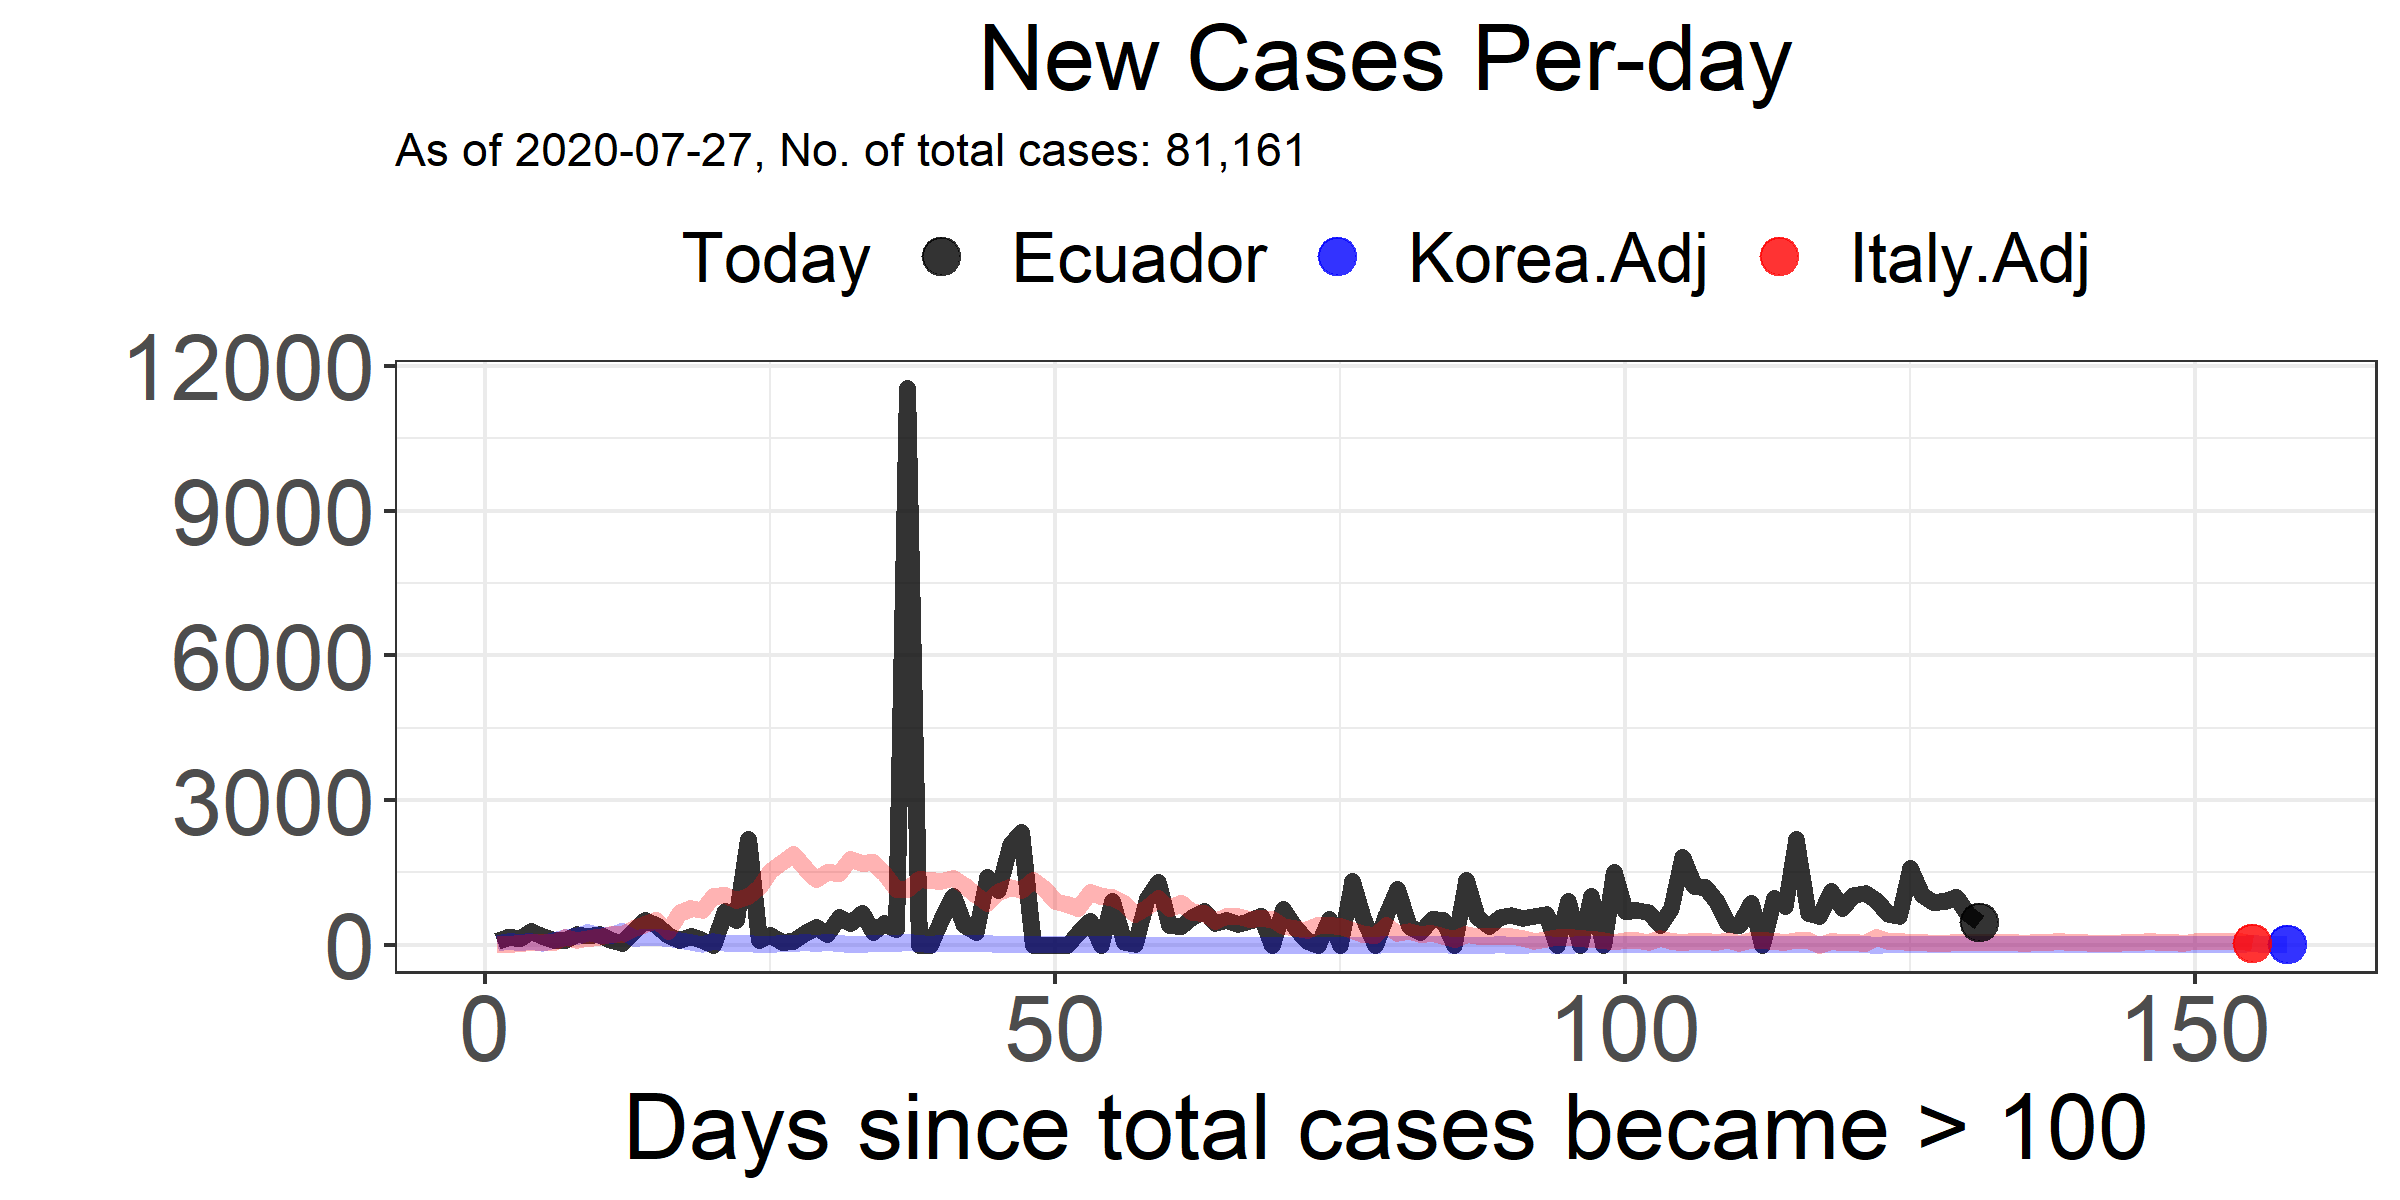 New Cases Per-day
As of 2020-07-27, No. of total cases: 81,161
Today Ecuador Korea.Adj Italy.Adj
12000
9000
6000
3000
0
0 50 100 150
Days since total cases became > 100